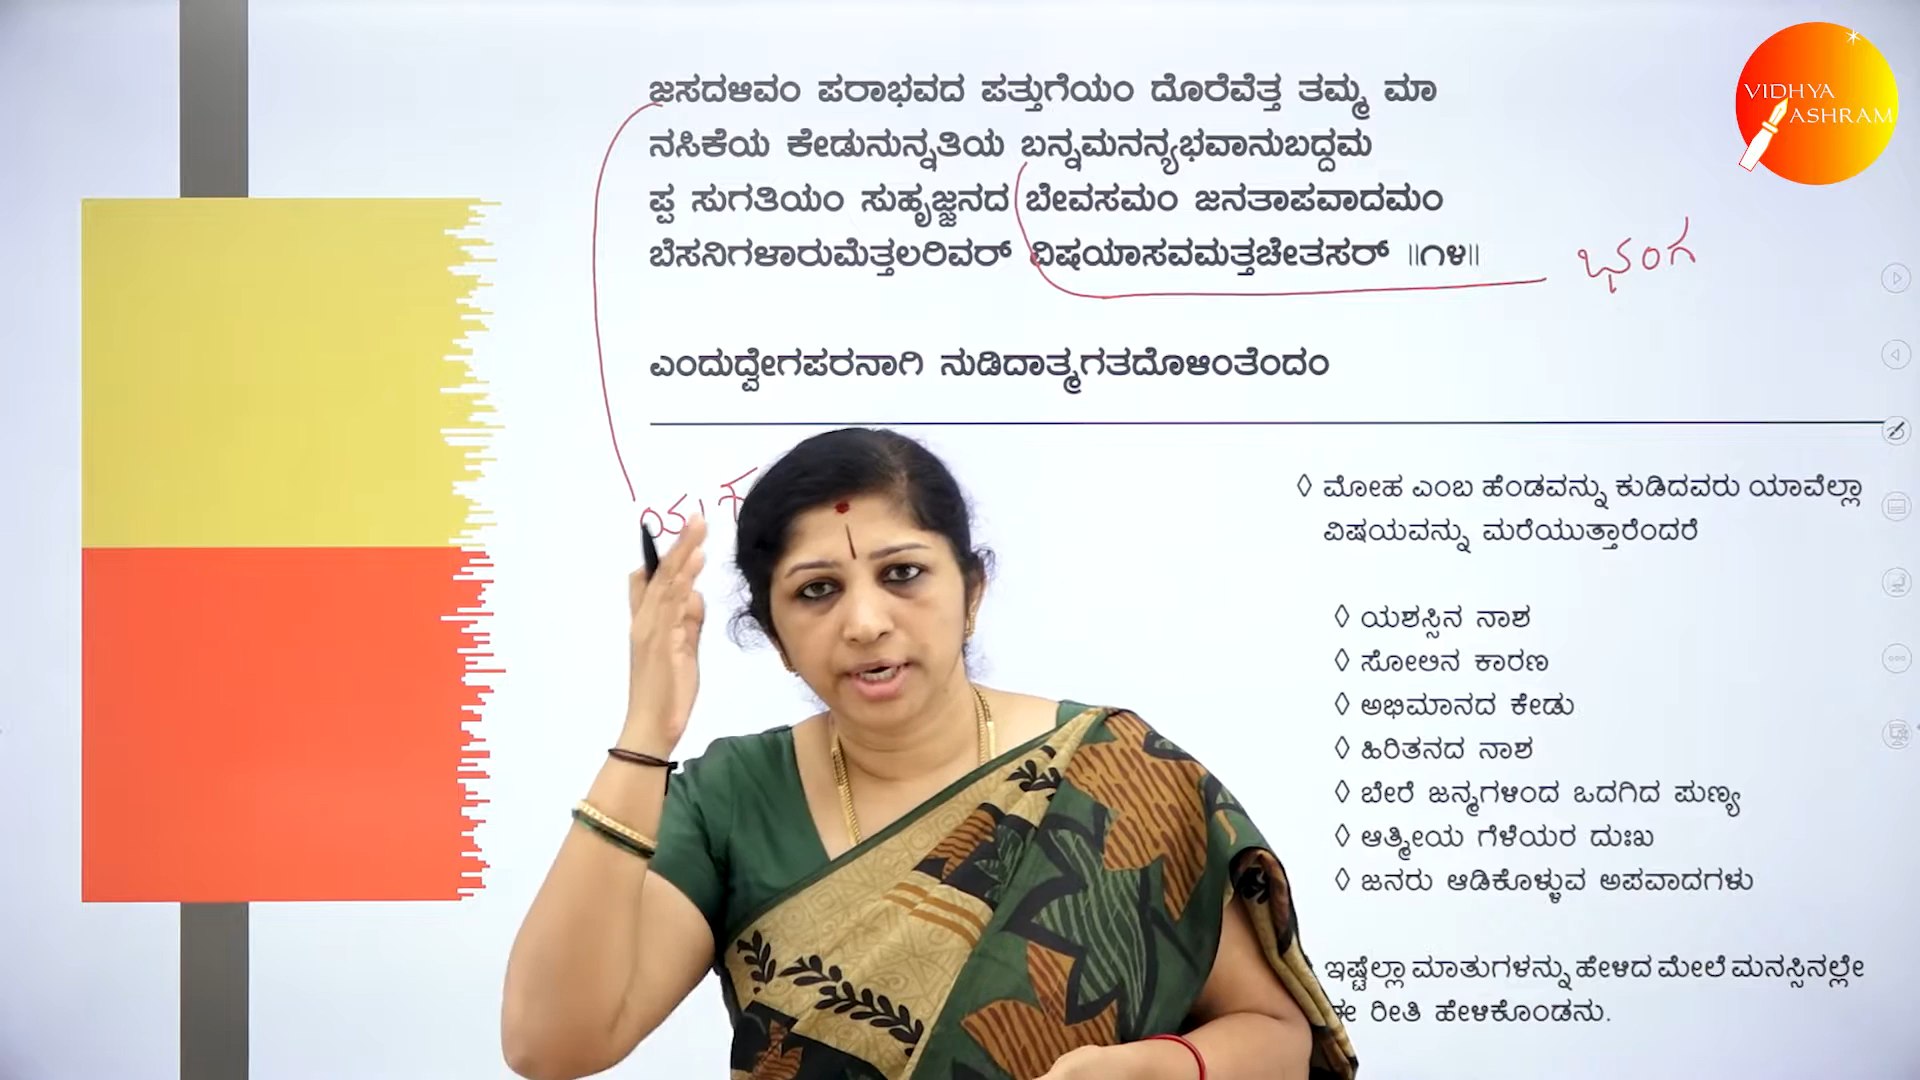 ಜಸದಳಿವಂ ಪರಾಭವದ ಪತ್ತುಗೆಯಂ ದೊರೆವೆತ್ತ ತಮ್ಮ ಮಾ
ನಸಿಕೆಯ ಕೇಡುನುನ್ನತಿಯ ಬನ್ನಮನನ್ಯಭವಾನುಬದ್ದಮ
ಪ್ಪ ಸುಗತಿಯಂ ಸುಹೃಜ್ಜನದ ಬೇವಸಮಂ ಜನತಾಪವಾದಮಂ
ಬೆಸನಿಗಳಾರುಮೆತ್ತಲರಿವರ್ ವಿಷಯಾಸವಮತ್ತಚೇತಸರ್ ॥೧೪॥
ಭಂಗ
ಎಂದುದ್ವೇಗಪರನಾಗಿ ನುಡಿದಾತ್ಮಗತದೊಳಿಂತೆಂದಂ
◊ ಮೋಹ ಎಂಬ ಹೆಂಡವನ್ನು ಕುಡಿದವರು ಯಾವೆಲ್ಲಾ
ವಿಷಯವನ್ನು ಮರೆಯುತ್ತಾರೆಂದರೆ
◊ ಯಶಸ್ಸಿನ ನಾಶ
◊ ಸೋಲಿನ ಕಾರಣ
◊ ಅಭಿಮಾನದ ಕೇಡು
◊ ಹಿರಿತನದ ನಾಶ
◊ ಬೇರೆ ಜನ್ಮಗಳಿಂದ ಒದಗಿದ ಪುಣ್ಯ
◊ ಆತ್ಮೀಯ ಗೆಳೆಯರ ದುಃಖ
◊ ಜನರು ಆಡಿಕೊಳ್ಳುವ ಅಪವಾದಗಳು
ಇಷ್ಟೆಲ್ಲಾ ಮಾತುಗಳನ್ನು ಹೇಳಿದ ಮೇಲೆ ಮನಸ್ಸಿನಲ್ಲೇ
ಈ ರೀತಿ ಹೇಳಿಕೊಂಡನು.
VIDHYA
ASHRAM